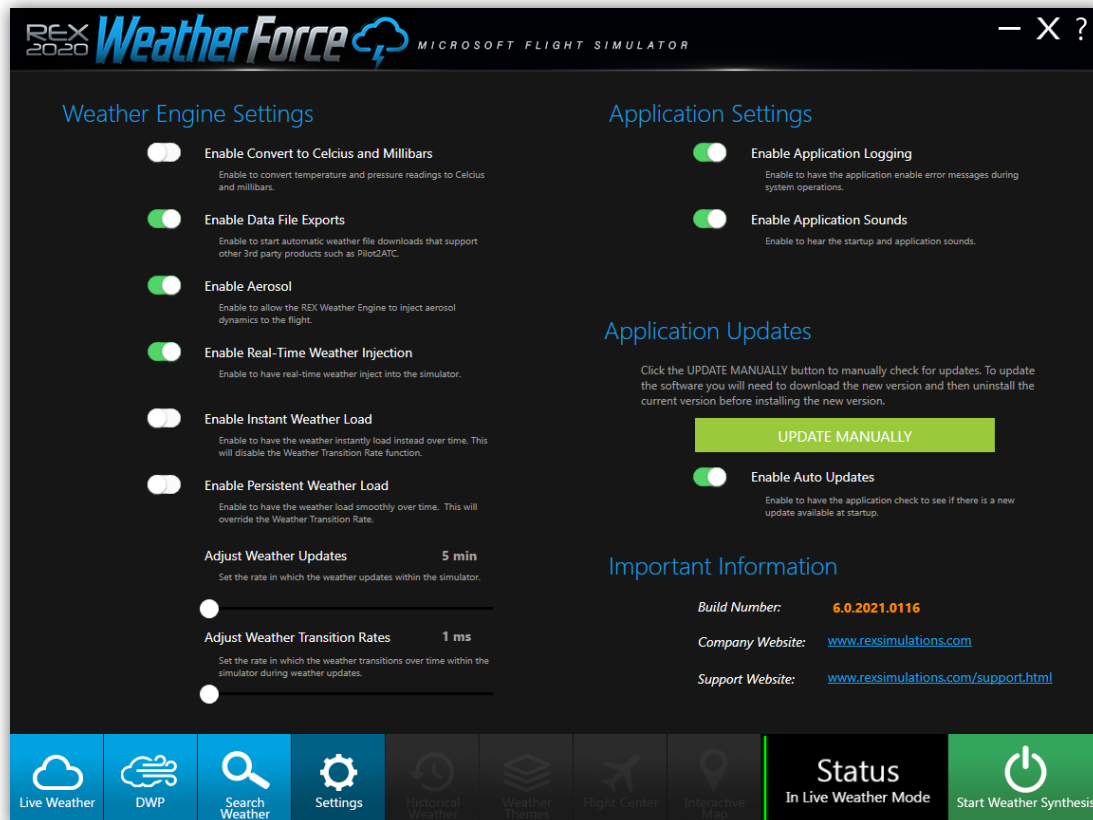 REX
2020
Weather Force
MICROSOFT FLIGHT SIMULATOR
X ?
Weather Engine Settings
Enable Convert to Celcius and Millibars
Enable to convert temperature and pressure readings to Celcius
and millibars.
Enable Data File Exports
Enable to start automatic weather file downloads that support
other 3rd party products such as Pilot2ATC.
Enable Aerosol
Enable to allow the REX Weather Engine to inject aerosol
dynamics to the flight.
Enable Real-Time Weather Injection
Enable to have real-time weather inject into the simulator.
Enable Instant Weather Load
Enable to have the weather instantly load instead over time. This
will disable the Weather Transition Rate function.
Enable Persistent Weather Load
Enable to have the weather load smoothly over time. This will
override the Weather Transition Rate.
Adjust Weather Updates 5 min
Set the rate in which the weather updates within the simulator.
Adjust Weather Transition Rates 1 ms
Set the rate in which the weather transitions over time within the
simulator during weather updates.
Application Settings
Enable Application Logging
Enable to have the application enable error messages during
system operations.
Enable Application Sounds
Enable to hear the startup and application sounds.
Application Updates
Click the UPDATE MANUALLY button to manually check for updates. To update
the software you will need to download the new version and then uninstall the
current version before installing the new version.
UPDATE MANUALLY
Enable Auto Updates
Enable to have the application check to see if there is a new
update available at startup.
Important Information
Build Number: 6.0.2021.0116
Company Website: www.rexsimulations.com
Support Website: www.rexsimulations.com/support.html
Live Weather
DWP
Search
Weather
Settings
Historical
Weather
Weather
Themes
Flight Center
Interactive
Map
Status
In Live Weather Mode
Start Weather Synthesis